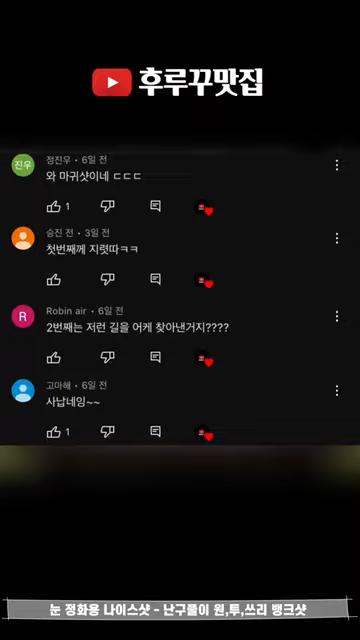 후루꾸맛집
진우
정진우 • 6일 전
와 마귀샷이네 ㄷㄷㄷ
1
승진 전 • 3일 전
첫번째께 지렷따ㅋㅋ
R
Robin air • 6일 전
2번째는 저런 길을 어케 찾아낸거지????
고마해 • 6일 전
사납네잉~~
1
눈 정화용 나이스샷 - 난구풀이 원,투,쓰리 뱅크샷